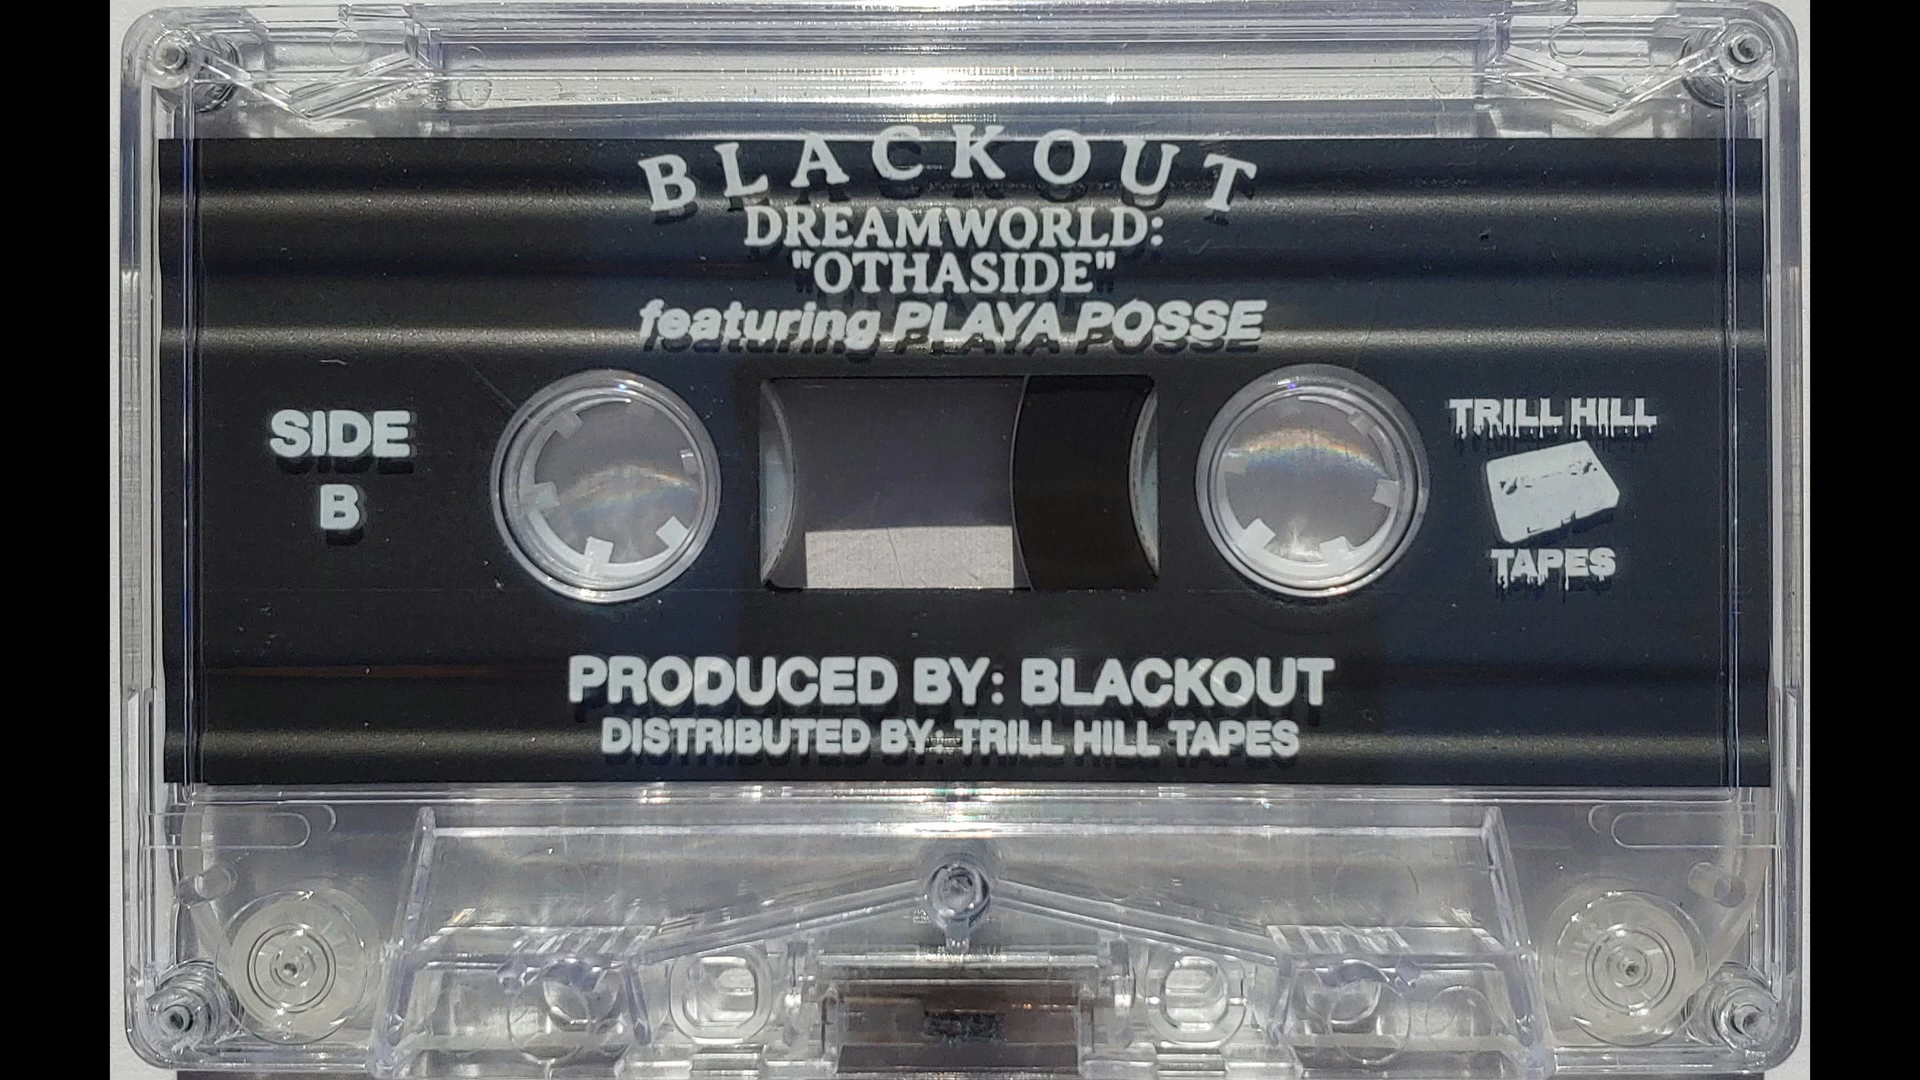 BLACKOUT
DREAMWORLD:
"OTHASIDE"
featuring PLAYA POSSE
SIDE
B
TRILL HILL
TAPES
PRODUCED BY: BLACKOUT
DISTRIBUTED BY: TRILL HILL TAPES